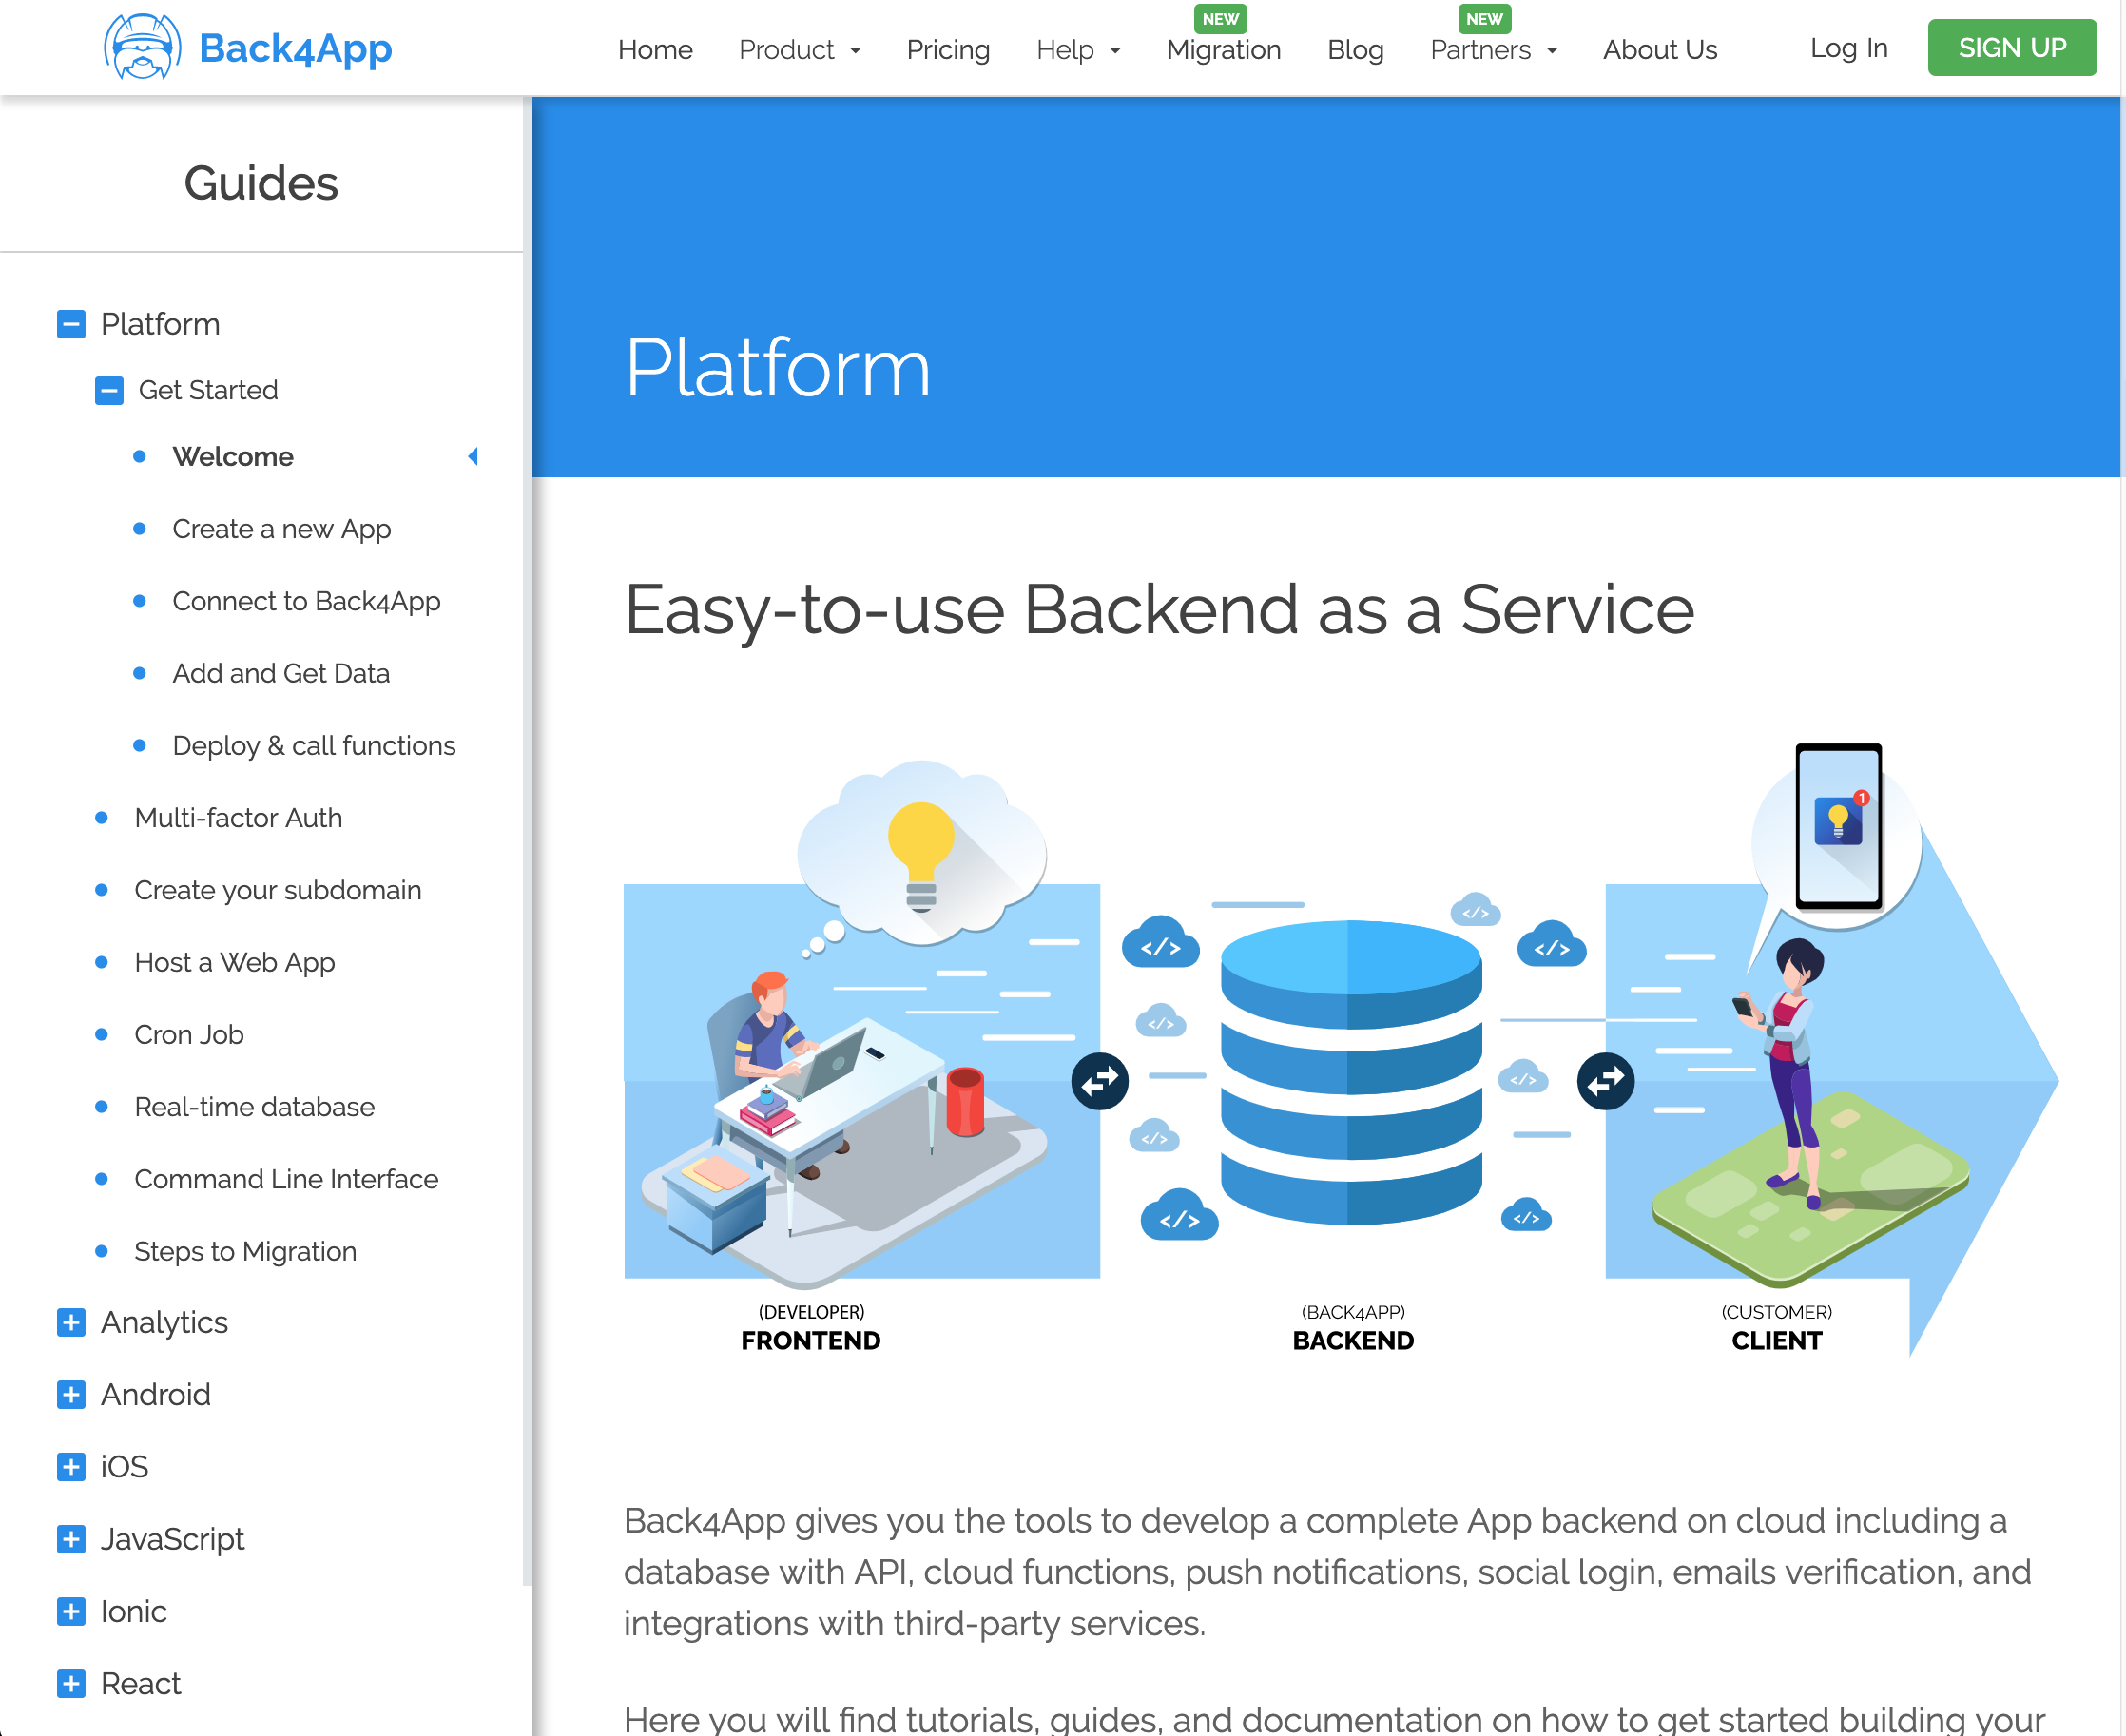 Back4App
Home Product Pricing Help NEW Migration Blog NEW Partners About Us Log In SIGN UP
Guides
Platform
Get Started
Welcome
Create a new App
Connect to Back4App
Add and Get Data
Deploy & call functions
Multi-factor Auth
Create your subdomain
Host a Web App
Cron Job
Real-time database
Command Line Interface
Steps to Migration
Analytics
Android
iOS
JavaScript
Ionic
React
Platform
Easy-to-use Backend as a Service
1
</>
</>
</>
</>
</>
</>
</>
</>
</>
(DEVELOPER)
FRONTEND
(BACK4APP)
BACKEND
(CUSTOMER)
CLIENT
Back4App gives you the tools to develop a complete App backend on cloud including a
database with API, cloud functions, push notifications, social login, emails verification, and
integrations with third-party services.
Here you will find tutorials, guides, and documentation on how to get started building your